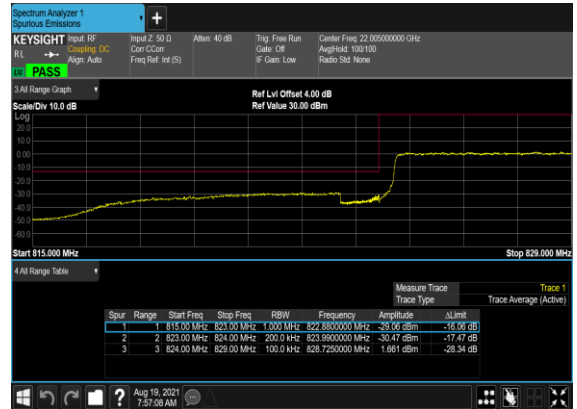 Spectrum Analyzer 1
Spurious Emissions
+
KEYSIGHT Input: RF Input Z: 50 Ω Atten: 40 dB Trig: Free Run Center Freq: 22.005000000 GHz
RL Coupling: DC Corr CCorr Gate: Off Avg|Hold: 100/100
Align: Auto Freq Ref: Int (S) IF Gain: Low Radio Std: None
LW PASS
3 All Range Graph
Ref Lvl Offset 4.00 dB
Scale/Div 10.0 dB Ref Value 30.00 dBm
Log
20.0
10.0
0.00
-10.0
-20.0
-30.0
-40.0
-50.0
-60.0
Start 815.000 MHz Stop 829.000 MHz
4 All Range Table
Measure Trace Trace 1
Trace Type Trace Average (Active)
Spur Range Start Freq Stop Freq RBW Frequency Amplitude ΔLimit
1 1 815.00 MHz 823.00 MHz 1.000 MHz 822.8800000 MHz -29.06 dBm -16.06 dB
2 2 823.00 MHz 824.00 MHz 200.0 kHz 823.9900000 MHz -30.47 dBm -17.47 dB
3 3 824.00 MHz 829.00 MHz 100.0 kHz 828.7250000 MHz 1.661 dBm -28.34 dB
? Aug 19, 2021
7:57:08 AM